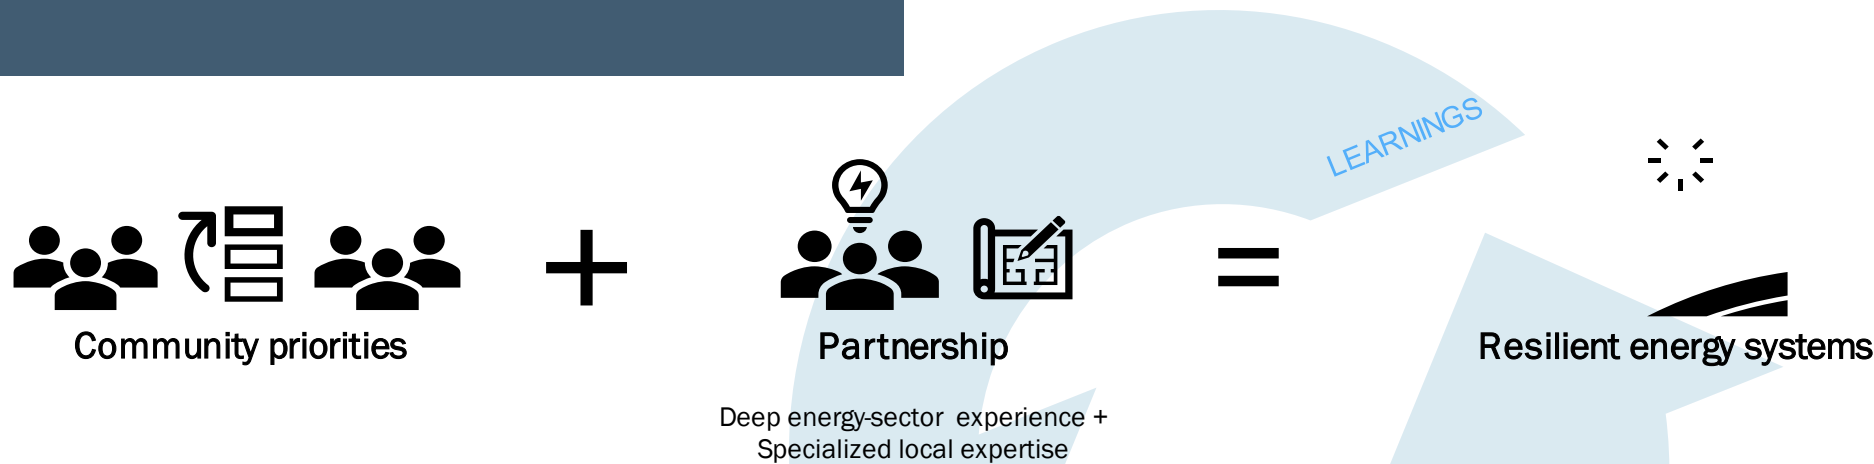 LEARNINGS
+
=
Community priorities
Partnership
Resilient energy systems
Deep energy-sector experience +
Specialized local expertise